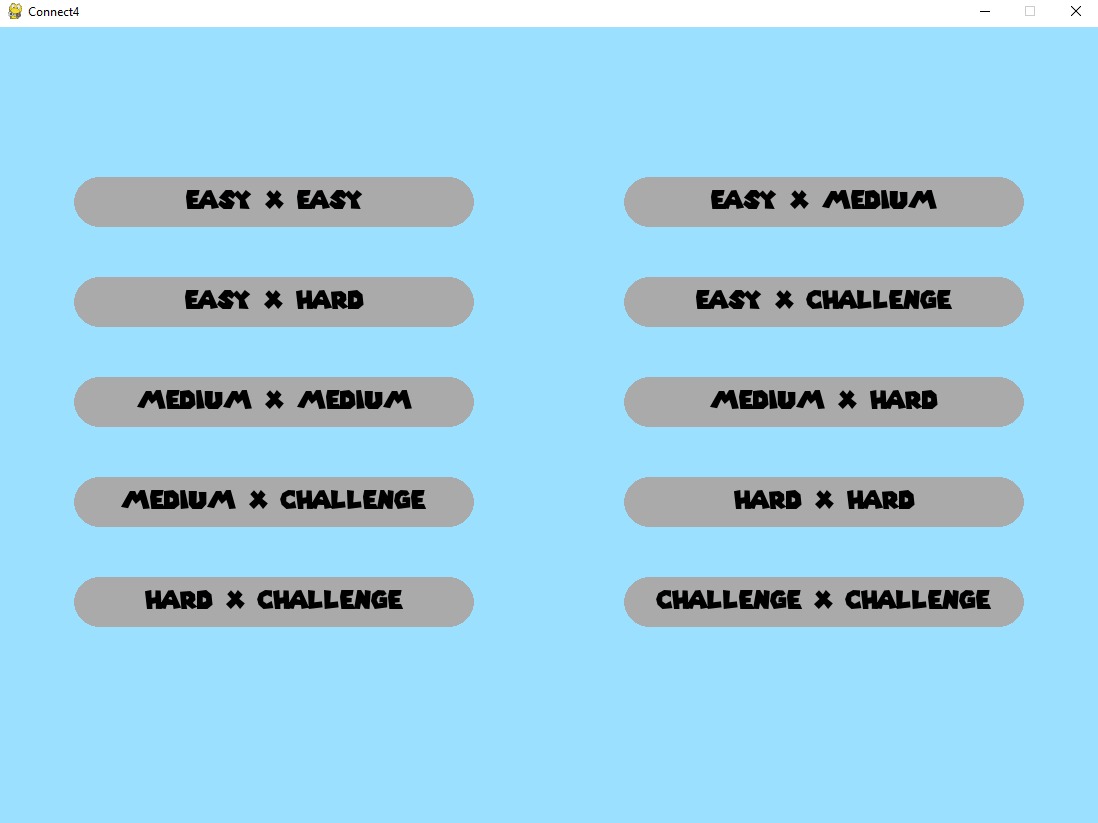 Connect4
EASY X EASY
EASY X MEDIUM
EASY X HARD
EASY X CHALLENGE
MEDIUM X MEDIUM
MEDIUM X HARD
MEDIUM X CHALLENGE
HARD X HARD
HARD X CHALLENGE
CHALLENGE X CHALLENGE